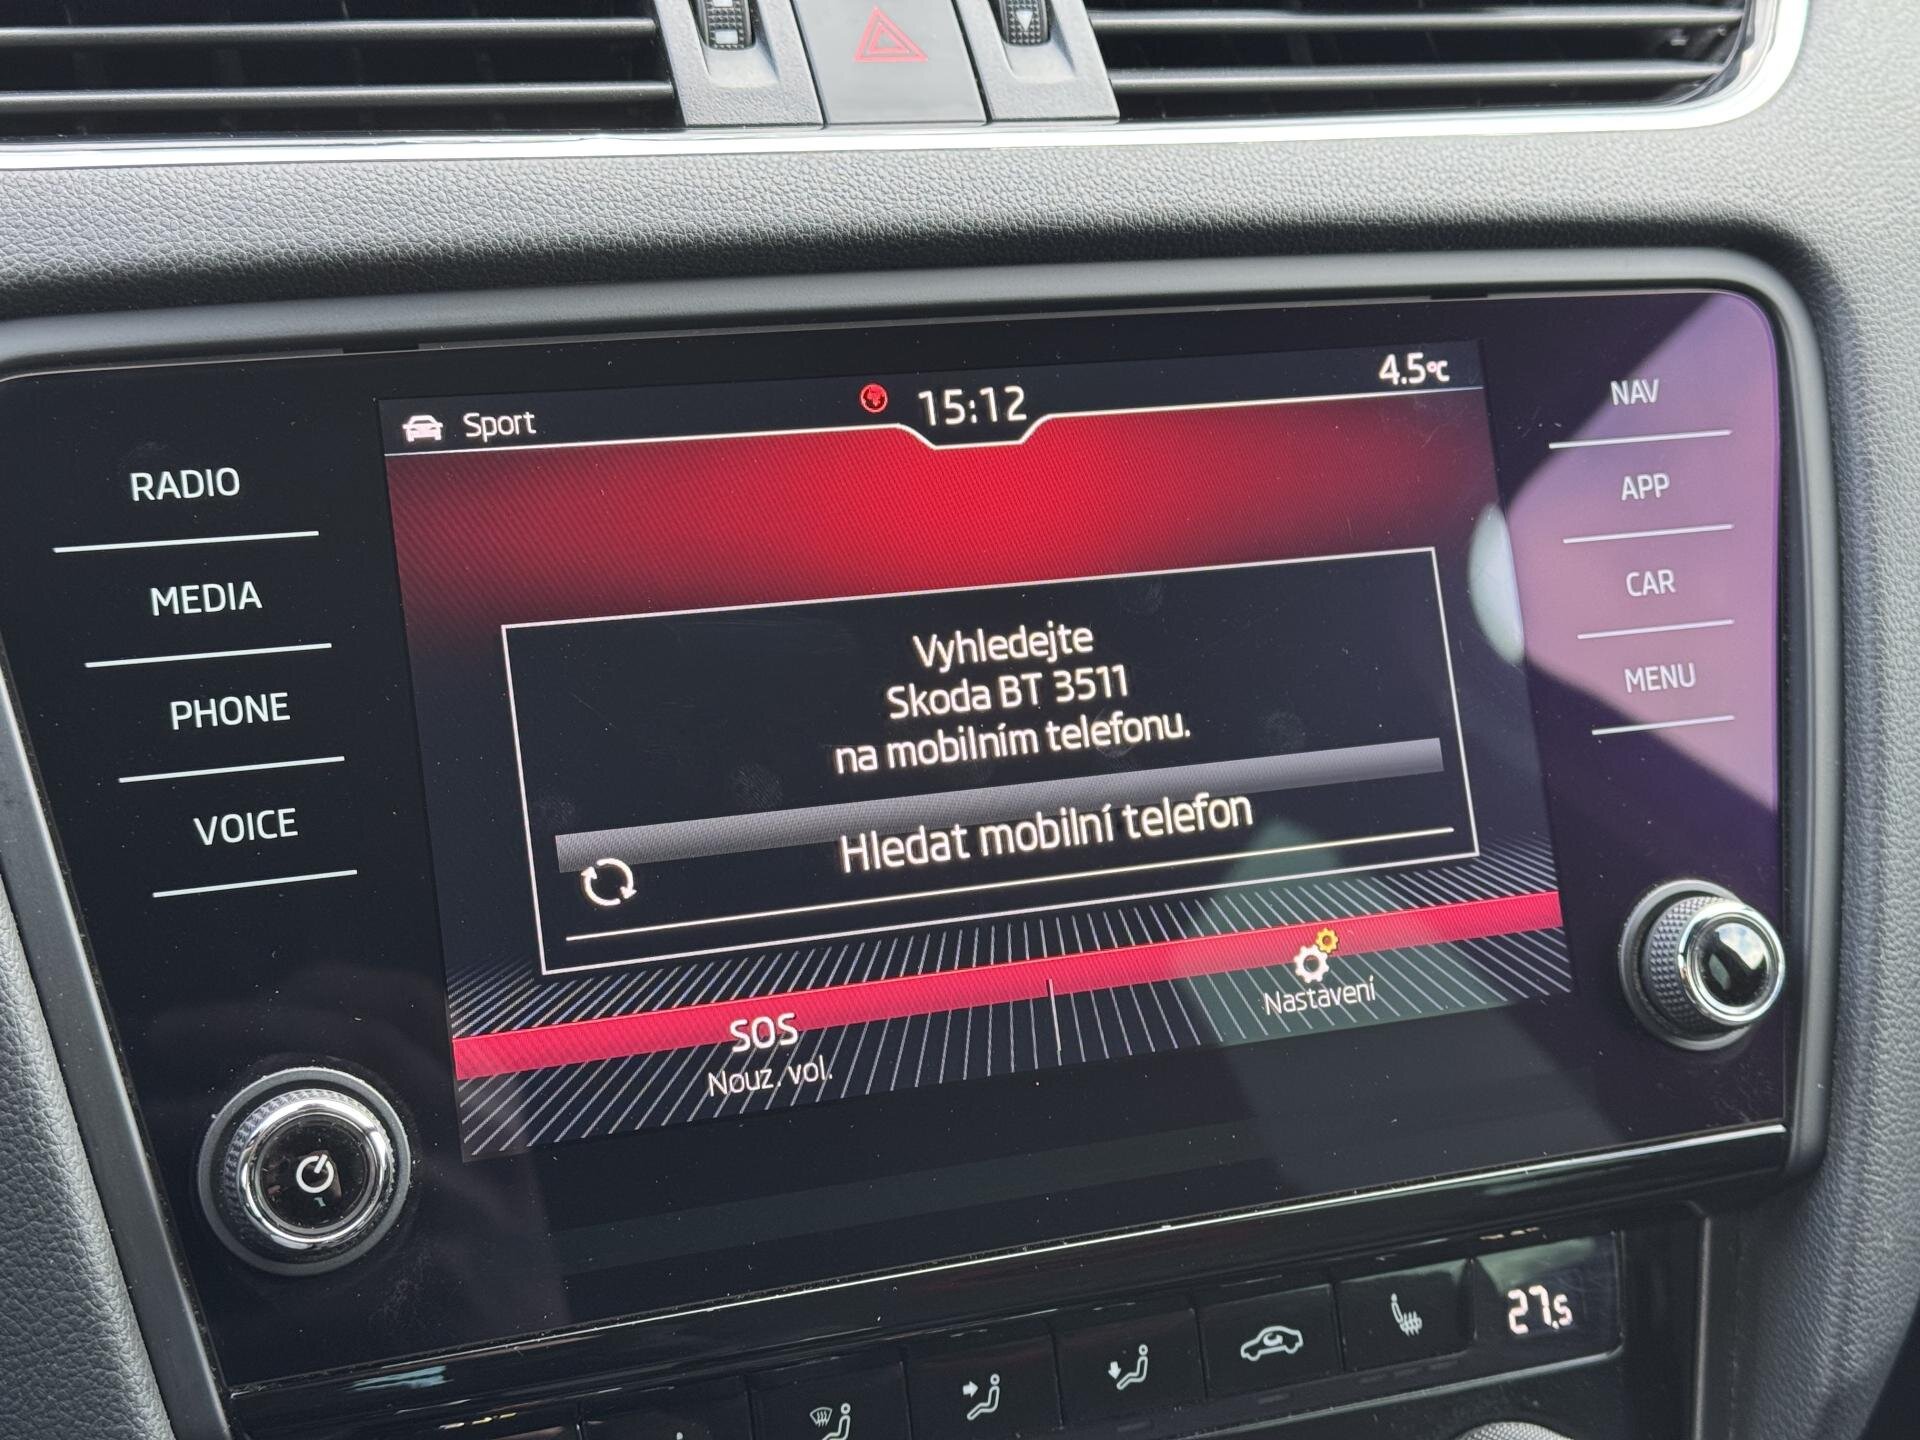 Sport
15:12
4.5°C
RADIO
MEDIA
PHONE
VOICE
NAV
APP
CAR
MENU
Vyhledejte
Skoda BT 3511
na mobilním telefonu.
Hledat mobilní telefon
SOS
Nouz. vol.
Nastavení
27.5